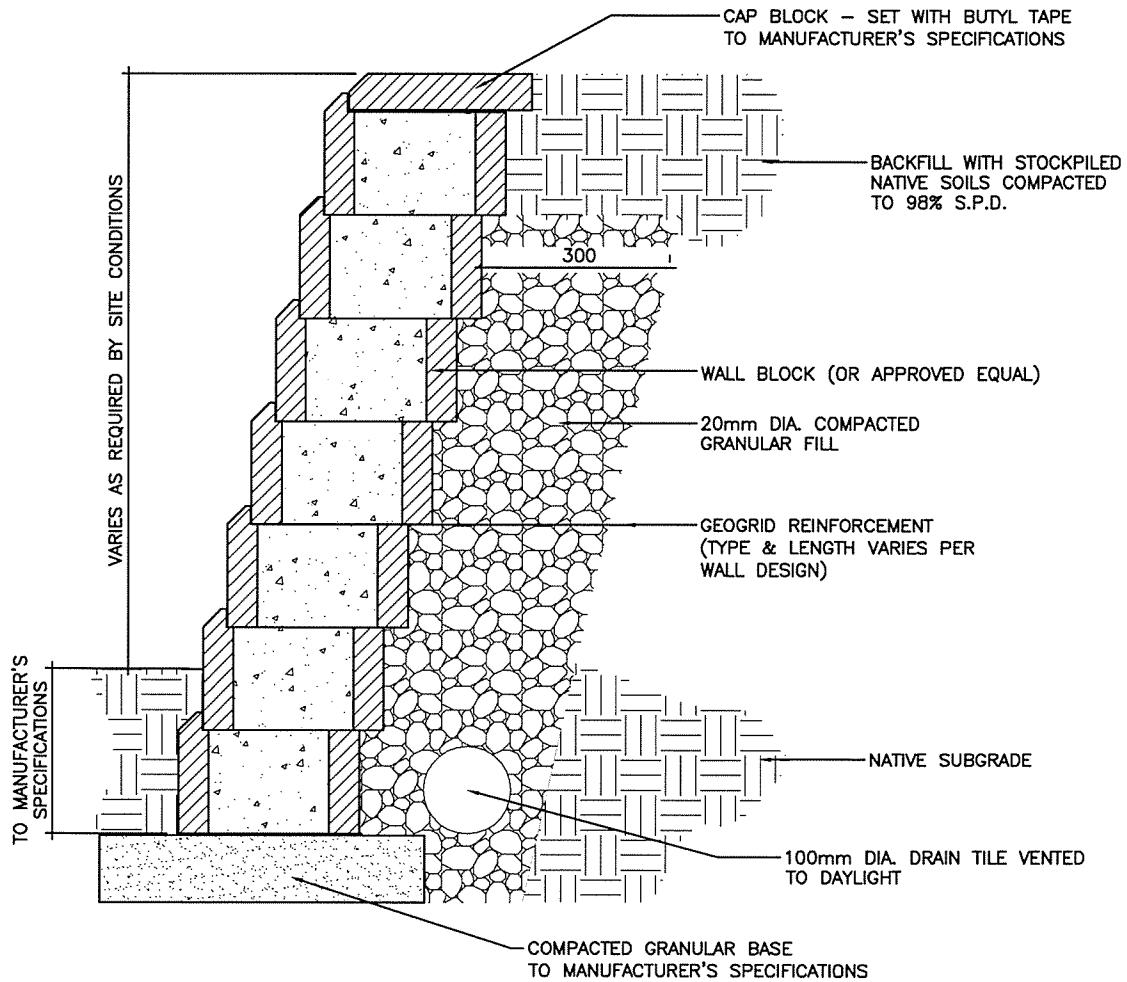 CAP BLOCK – SET WITH BUTYL TAPE
TO MANUFACTURER'S SPECIFICATIONS
BACKFILL WITH STOCKPILED
NATIVE SOILS COMPACTED
TO 98% S.P.D.
VARIES AS REQUIRED BY SITE CONDITIONS
300
WALL BLOCK (OR APPROVED EQUAL)
20mm DIA. COMPACTED
GRANULAR FILL
GEOGRID REINFORCEMENT
(TYPE & LENGTH VARIES PER
WALL DESIGN)
TO MANUFACTURER'S
SPECIFICATIONS
NATIVE SUBGRADE
100mm DIA. DRAIN TILE VENTED
TO DAYLIGHT
COMPACTED GRANULAR BASE
TO MANUFACTURER'S SPECIFICATIONS